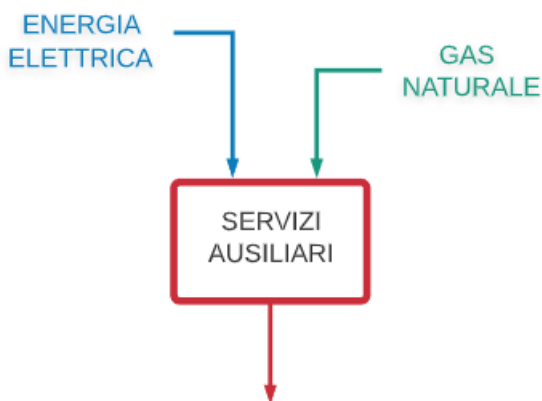 ENERGIA
ELETTRICA
GAS
NATURALE
SERVIZI
AUSILIARI